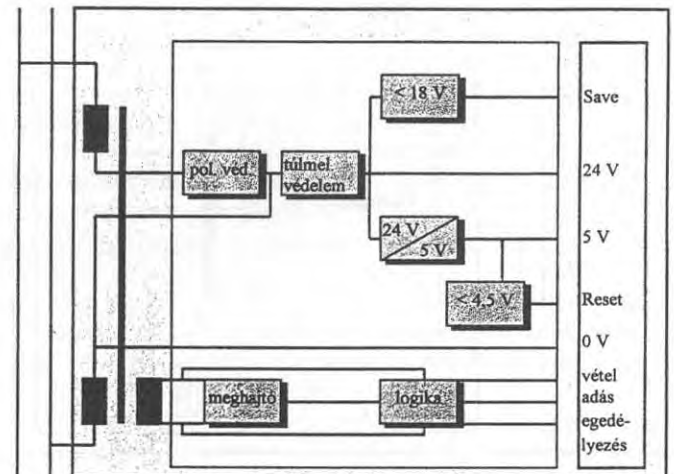 < 18 V
Save
pol. véd.
túlmel.
védelem
24 V
24 V
5 V
5 V
< 4,5 V
Reset
0 V
meghajtó
logika
vétel
adás
egedé-
lyezés